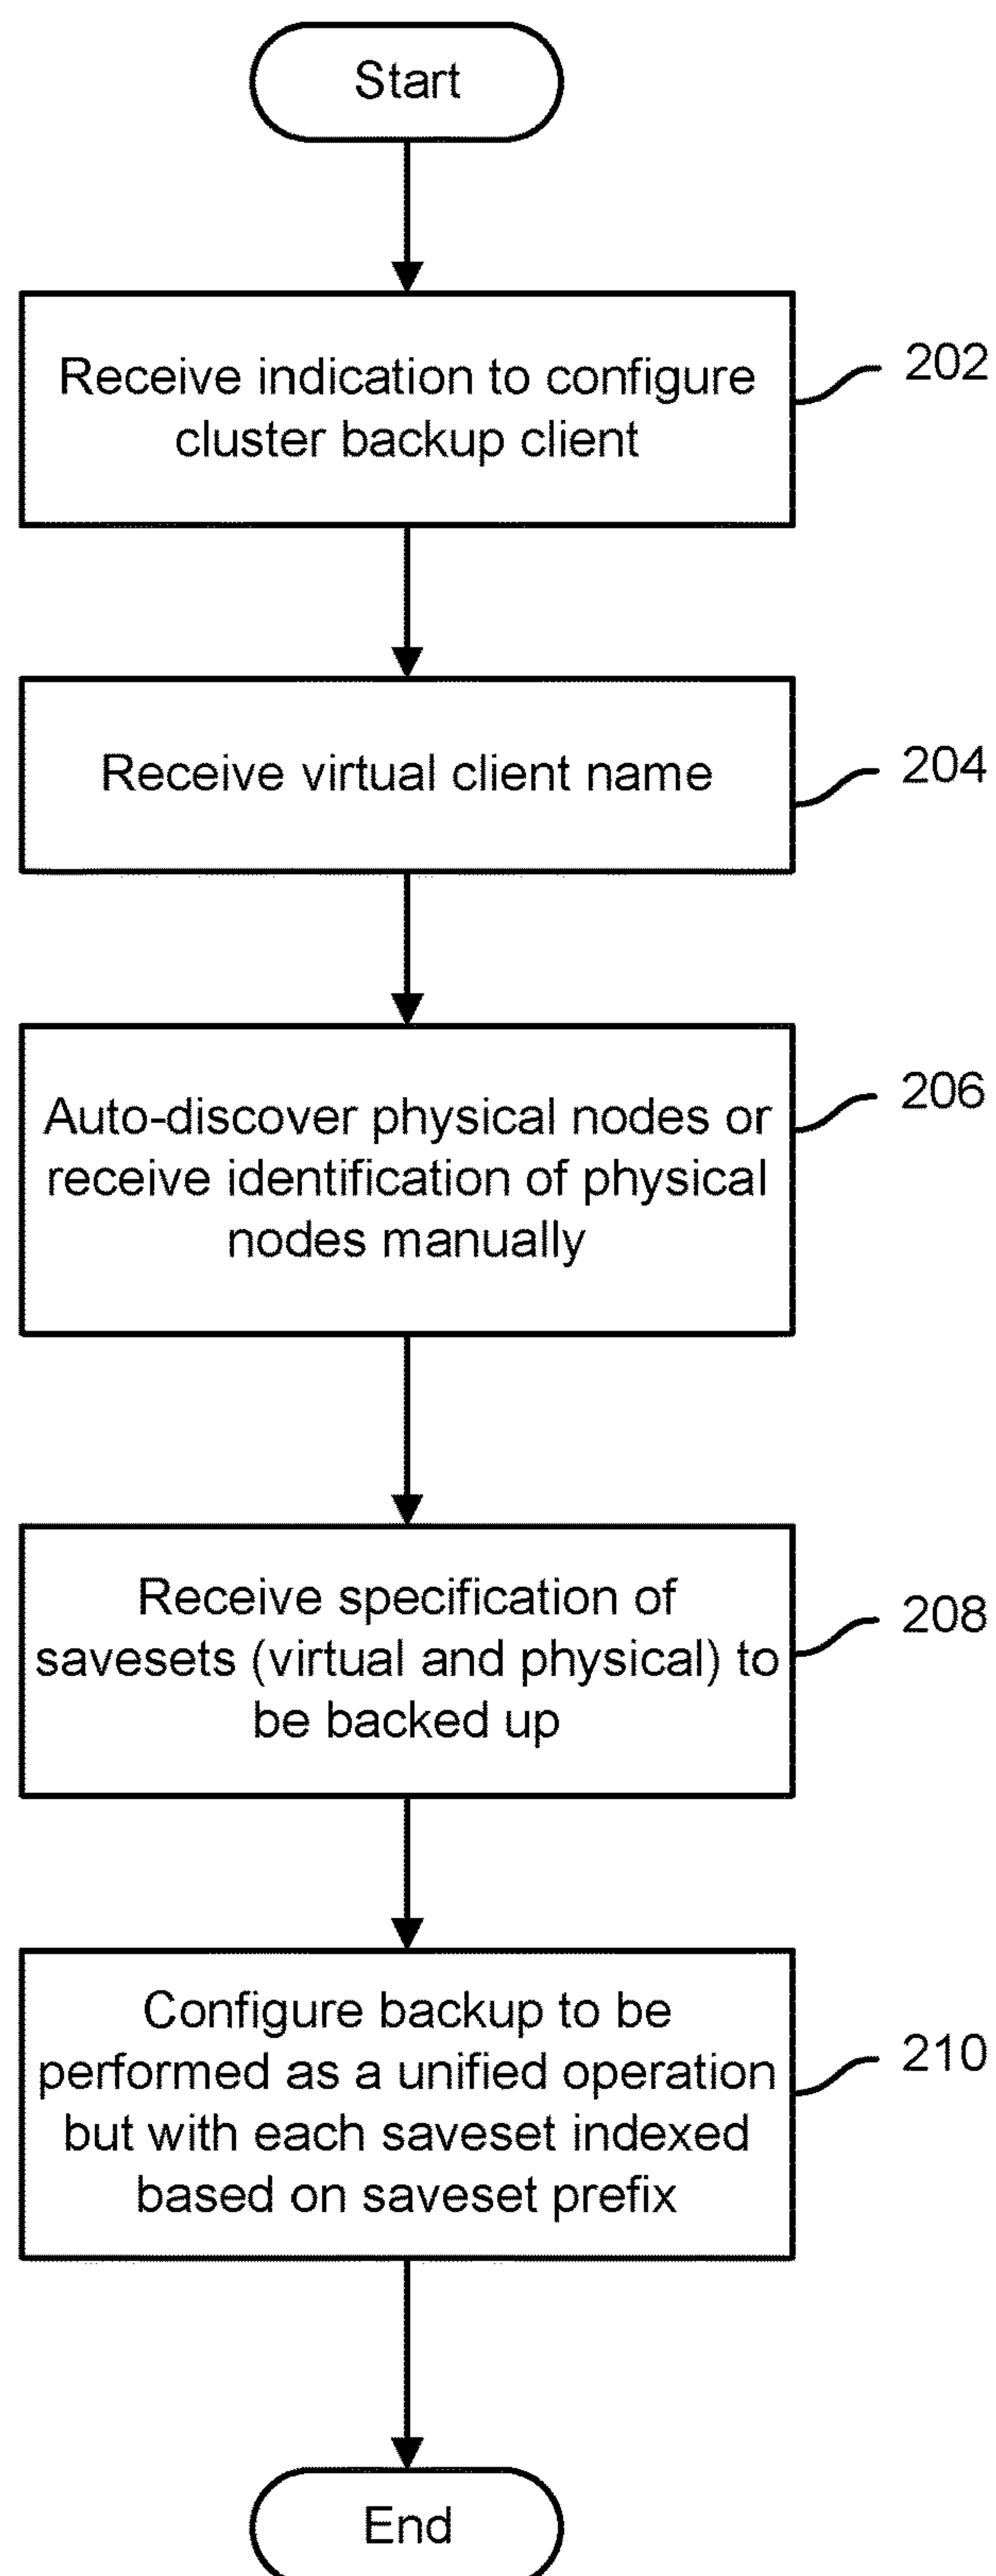 Start
Receive indication to configure
cluster backup client
202
Receive virtual client name
204
Auto-discover physical nodes or
receive identification of physical
nodes manually
206
Receive specification of
savesets (virtual and physical) to
be backed up
208
Configure backup to be
performed as a unified operation
but with each saveset indexed
based on saveset prefix
210
End